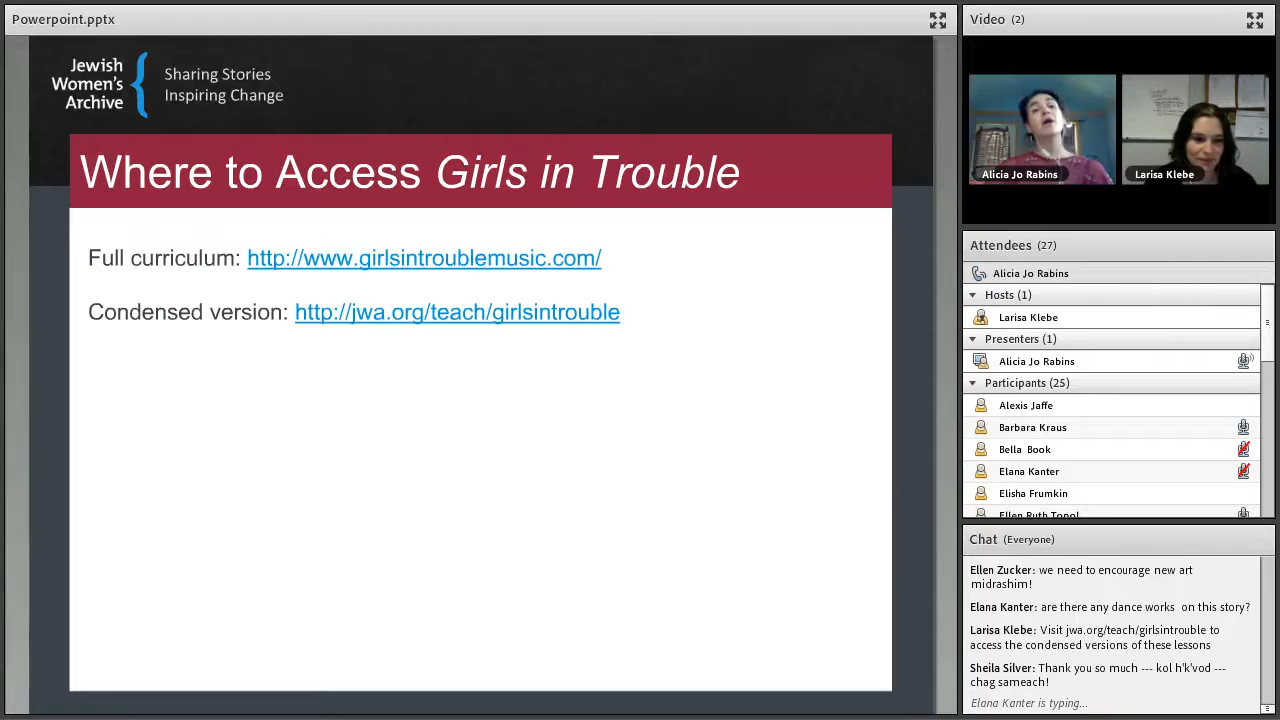 Powerpoint.pptx
Jewish
Women's
Archive
Sharing Stories
Inspiring Change
Where to Access Girls in Trouble
Full curriculum: http://www.girlsintroublemusic.com/
Condensed version: http://jwa.org/teach/girlsintrouble
Video (2)
Alicia Jo Rabins
Larisa Klebe
Attendees (27)
Alicia Jo Rabins
Hosts (1)
Larisa Klebe
Presenters (1)
Alicia Jo Rabins
Participants (25)
Alexis Jaffe
Barbara Kraus
Bella Book
Elana Kanter
Elisha Frumkin
Ellen Ruth Topol
Chat (Everyone)
Ellen Zucker: we need to encourage new art
midrashim!
Elana Kanter: are there any dance works on this story?
Larisa Klebe: Visit jwa.org/teach/girlsintrouble to
access the condensed versions of these lessons
Sheila Silver: Thank you so much --- kol h'k'vod ---
chag sameach!
Elana Kanter is typing...